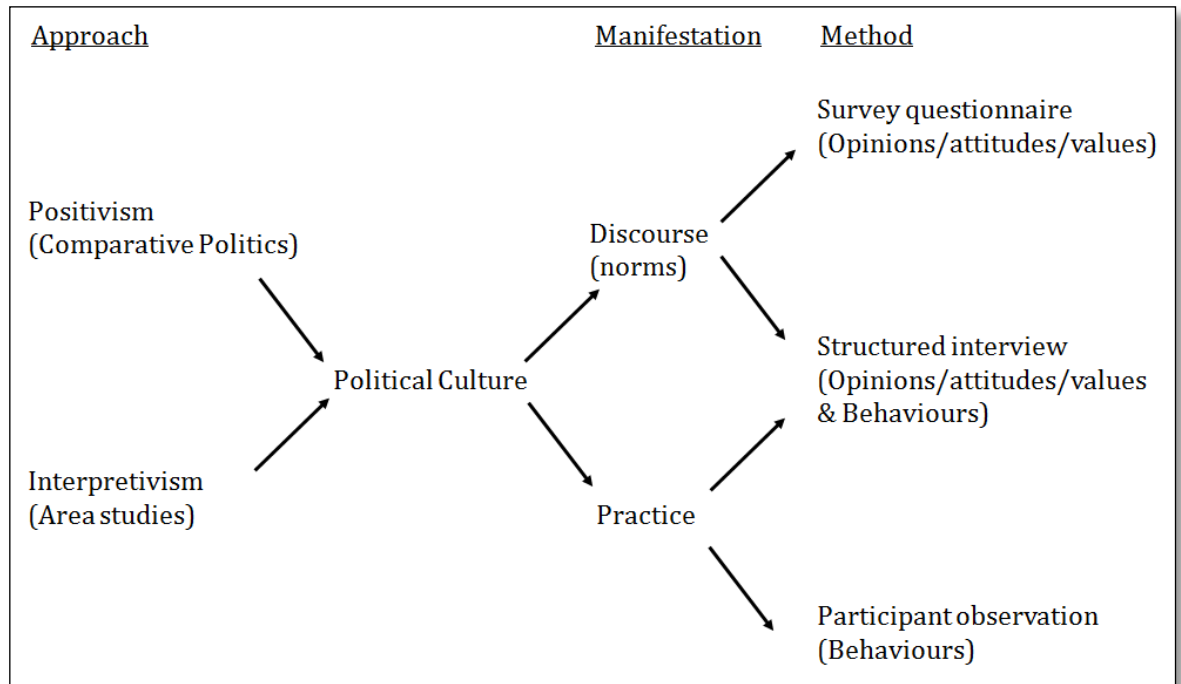 Approach
Manifestation
Method
Survey questionnaire
(Opinions/attitudes/values)
Positivism
(Comparative Politics)
Discourse
(norms)
Structured interview
(Opinions/attitudes/values
& Behaviours)
Political Culture
Interpretivism
(Area studies)
Practice
Participant observation
(Behaviours)